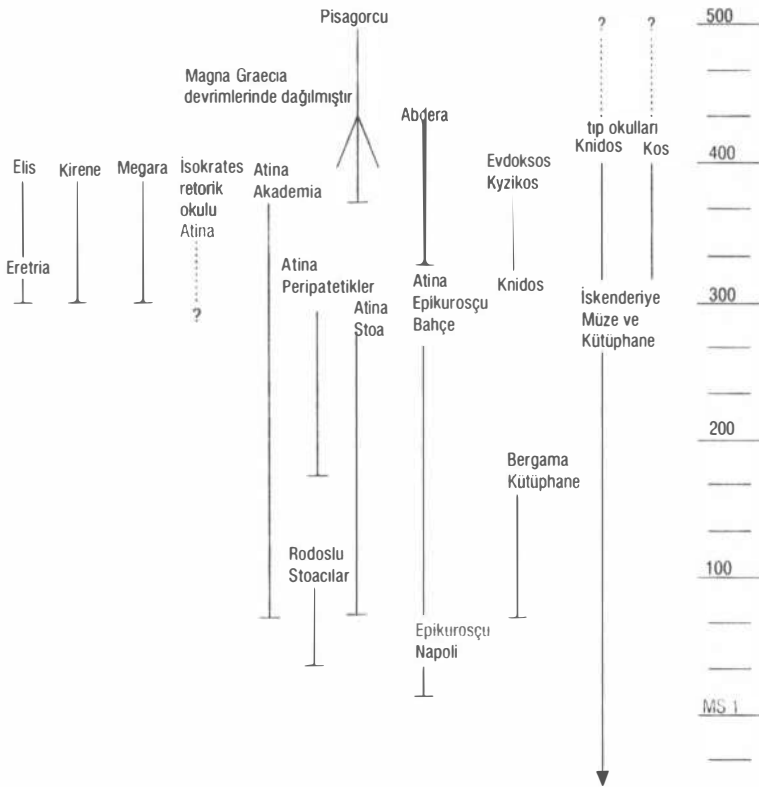 Pisagorcu
500
?
?
Magna Graecia
devrimlerinde dağılmıştır
Abdera
tıp okulları
Knidos
Kos
400
Elis
Kirene
Megara
İsokrates
retorik
okulu
Atina
Atina
Akademia
Evdoksos
Kyzikos
Eretria
Atina
Peripatetikler
Atina
Stoa
Atina
Epikurosçu
Bahçe
Knidos
İskenderiye
Müze ve
Kütüphane
300
?
200
Bergama
Kütüphane
Rodoslu
Stoacılar
100
Epikurosçu
Napoli
MS 1